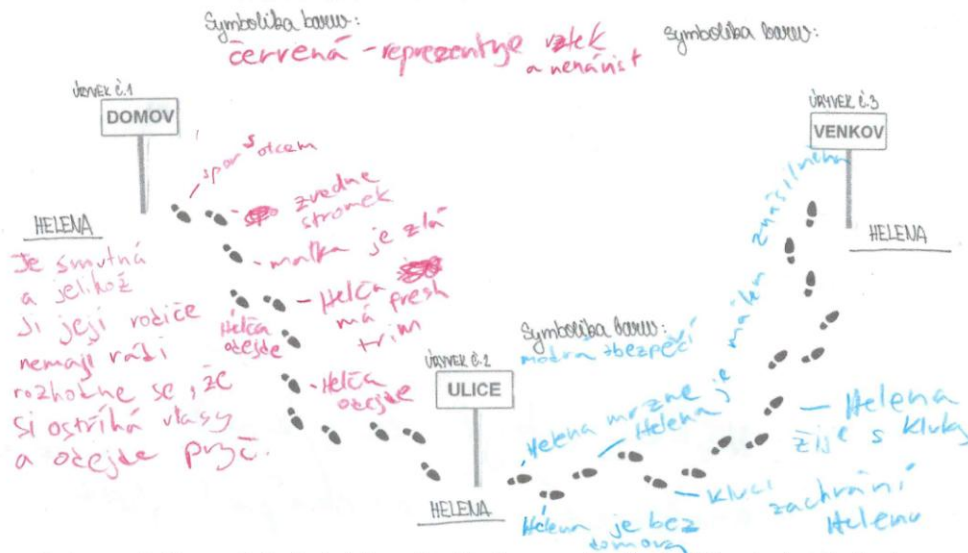 Symbolika barev:
červená - reprezentuje vztek
a nenávist
Symbolika barev:
ÚRYVEK č.1
DOMOV
spor s otcem
zvedne
stromek
matka je zlá
Helča
má fresh
trim
Helča
odejde
Helča
odejde
HELENA
Je smutná
a jelikož
ji její rodiče
nemají rádi
rozhodne se, že
si ostříhá vlasy
a odejde pryč.
Symbolika barev:
modrá
ÚRYVEK č.2
ULICE
HELENA
Helena mrzne
Helena je
málem znásilněna
Helena je bez
domova
kluci
zachrání
Helenu
Helena
žije s kluky
ÚRYVEK č.3
VENKOV
HELENA